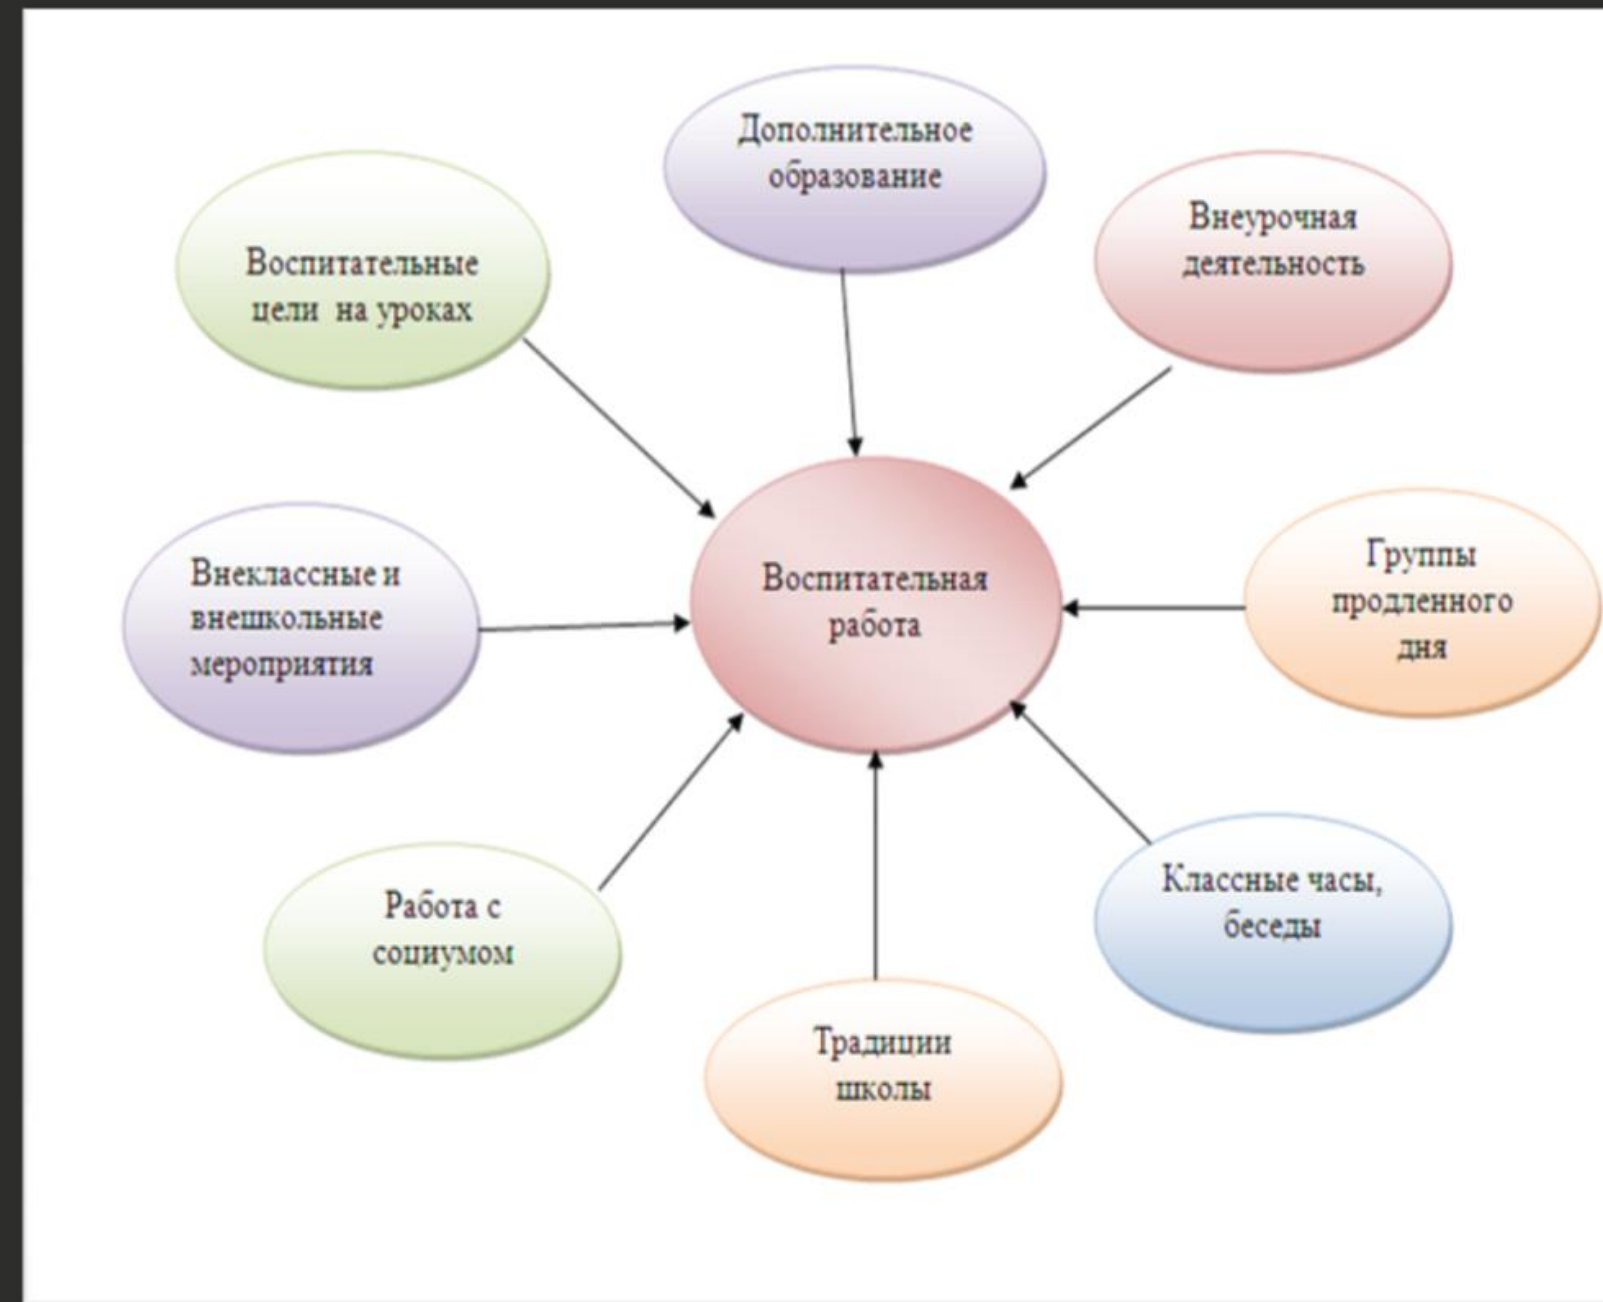 Дополнительное
образование
Внеурочная
деятельность
Воспитательные
цели на уроках
Группы
продленного
дня
Воспитательная
работа
Внеклассные и
внешкольные
мероприятия
Классные часы,
беседы
Работа с
социумом
Традиции
школы